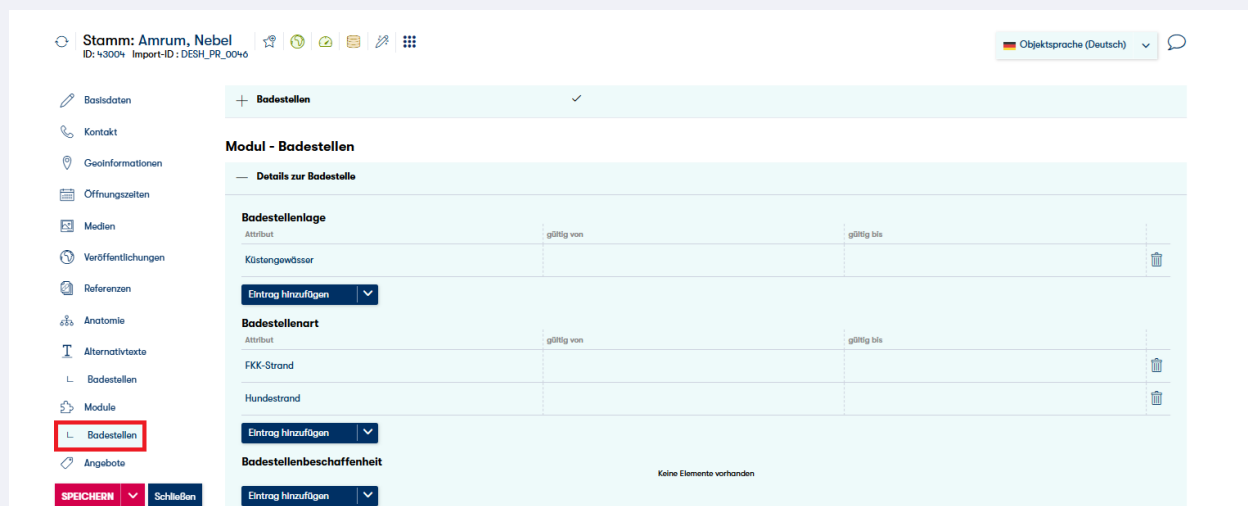 Stamm: Amrum, Nebel
ID: 43004 Import-ID : DESH_PR_0046
Objektsprache (Deutsch)
Basisdaten
Kontakt
Geoinformationen
Öffnungszeiten
Medien
Veröffentlichungen
Referenzen
Anatomie
Alternativtexte
Badestellen
Module
Badestellen
Angebote
SPEICHERN
Schließen
Badestellen
Modul - Badestellen
Details zur Badestelle
Badestellenlage
Attribut gültig von gültig bis
Küstengewässer
Eintrag hinzufügen
Badestellenart
Attribut gültig von gültig bis
FKK-Strand
Hundestrand
Eintrag hinzufügen
Badestellenbeschaffenheit
Keine Elemente vorhanden
Eintrag hinzufügen